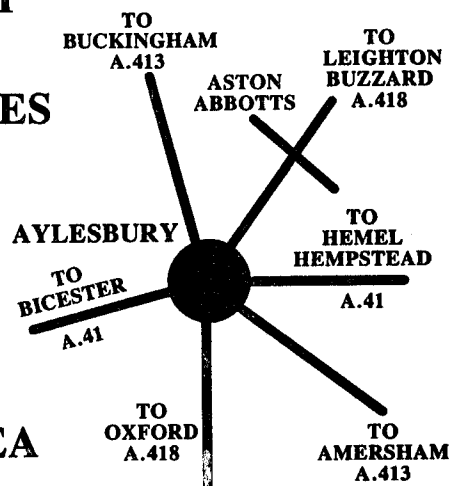 TO
BUCKINGHAM
A.413
TO
LEIGHTON
BUZZARD
A.418
ASTON
ABBOTTS
ES
AYLESBURY
TO
HEMEL
HEMPSTEAD
A.41
TO
BICESTER
A.41
TO
OXFORD
A.418
TO
AMERSHAM
A.413